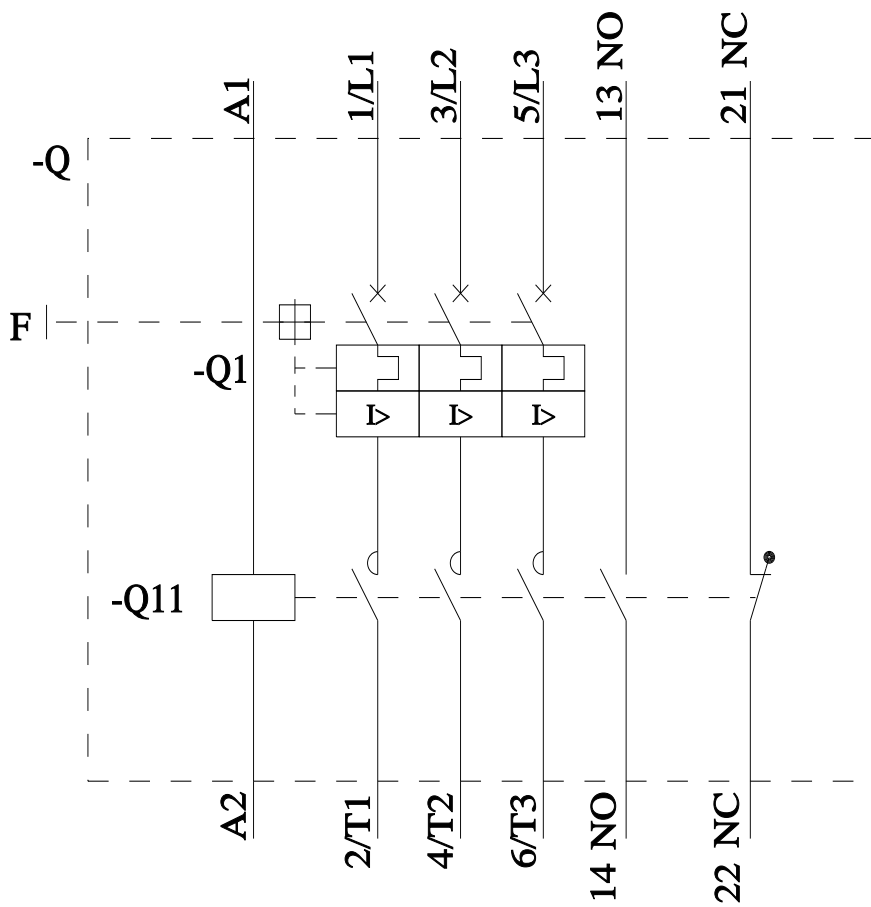 A1
1/L1
3/L2
5/L3
13 NO
21 NC
-Q
F
-Q1
I>
I>
I>
-Q11
A2
2/T1
4/T2
6/T3
14 NO
22 NC